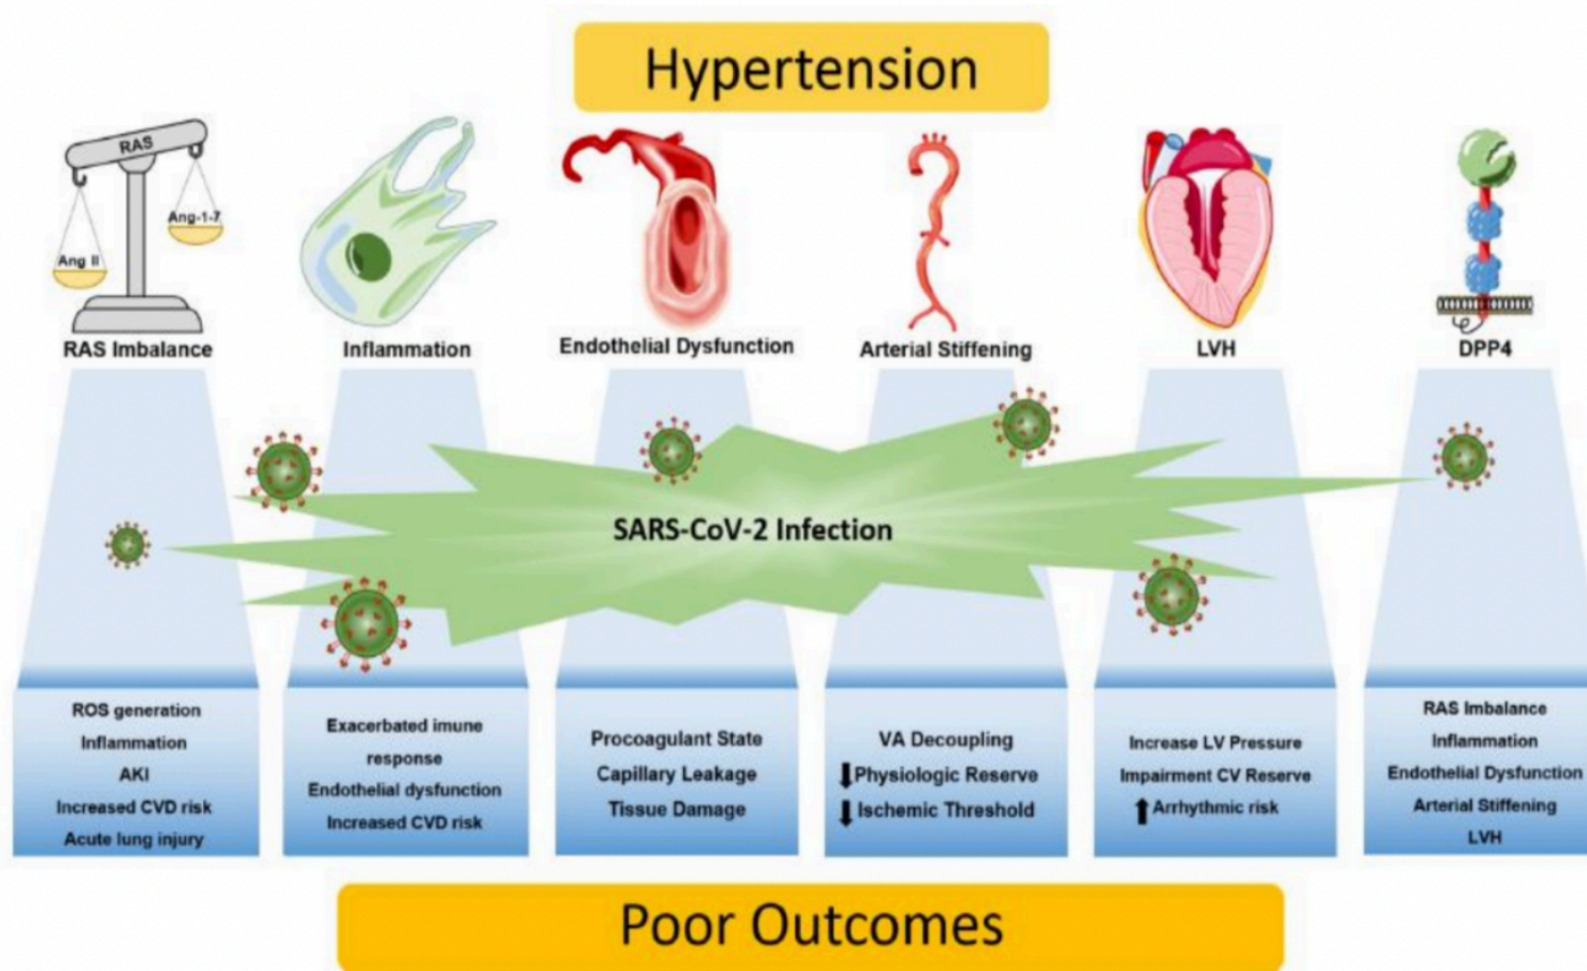 Hypertension
RAS
Ang-1-7
Ang II
RAS Imbalance
Inflammation
Endothelial Dysfunction
Arterial Stiffening
LVH
DPP4
SARS-CoV-2 Infection
ROS generation
Inflammation
AKI
Increased CVD risk
Acute lung injury
Exacerbated imune
response
Endothelial dysfunction
Increased CVD risk
Procoagulant State
Capillary Leakage
Tissue Damage
VA Decoupling
⬇Physiologic Reserve
⬇Ischemic Threshold
Increase LV Pressure
Impairment CV Reserve
⬆Arrhythmic risk
RAS Imbalance
Inflammation
Endothelial Dysfunction
Arterial Stiffening
LVH
Poor Outcomes